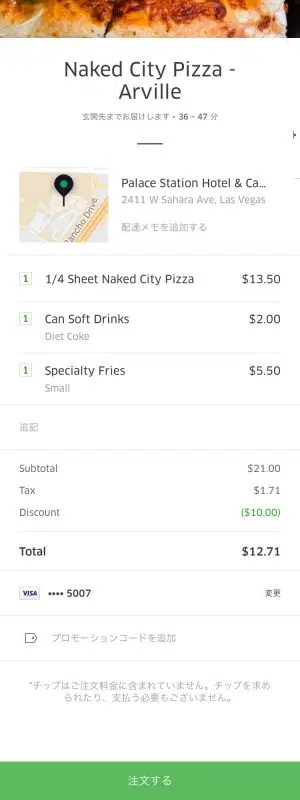 Naked City Pizza -
Arville
玄関先までお届けします • 36 – 47 分
Palace Station Hotel & Ca...
2411 W Sahara Ave, Las Vegas
配達メモを追加する
ancho Drive
1 1/4 Sheet Naked City Pizza $13.50
1 Can Soft Drinks $2.00
Diet Coke
1 Specialty Fries $5.50
Small
追記
Subtotal $21.00
Tax $1.71
Discount ($10.00)
Total $12.71
VISA •••• 5007 変更
プロモーションコードを追加
*チップはご注文料金に含まれていません。チップを求め
られたり、支払う必要もございません。
注文する